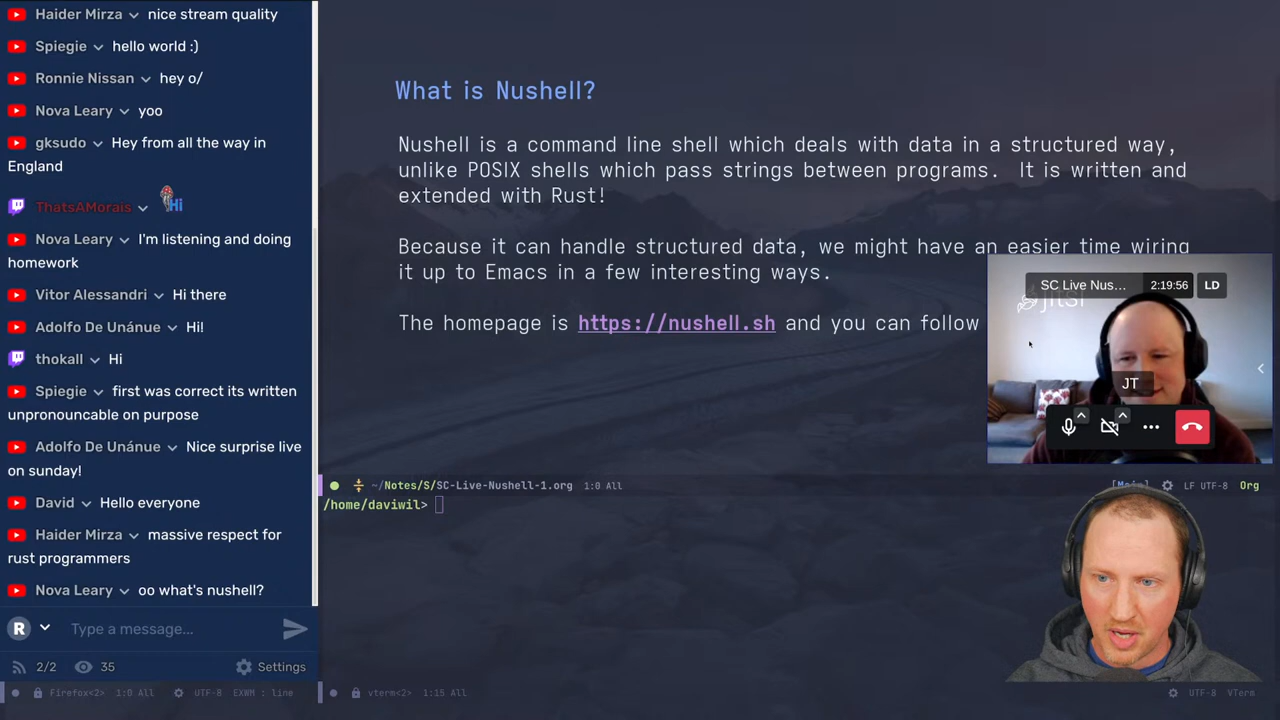 Haider Mirza nice stream quality
Spiegie hello world :)
Ronnie Nissan hey o/
Nova Leary yoo
gksudo Hey from all the way in
England
ThatsAMorais Hi
Nova Leary I'm listening and doing
homework
Vitor Alessandri Hi there
Adolfo De Unánue Hi!
thokall Hi
Spiegie first was correct its written
unpronouncable on purpose
Adolfo De Unánue Nice surprise live
on sunday!
David Hello everyone
Haider Mirza massive respect for
rust programmers
Nova Leary oo what's nushell?
R Type a message...
2/2 35 Settings
Firefox<2> 1:0 All UTF-8 EXWM : line
What is Nushell?
Nushell is a command line shell which deals with data in a structured way,
unlike POSIX shells which pass strings between programs. It is written and
extended with Rust!
Because it can handle structured data, we might have an easier time wiring
it up to Emacs in a few interesting ways.
The homepage is https://nushell.sh and you can follow
SC Live Nus... 2:19:56 LD
jitsi
JT
~/Notes/S/SC-Live-Nushell-1.org 1:0 All [Main] LF UTF-8 Org
/home/daviwil>
vterm<2> 1:15 All UTF-8 VTerm